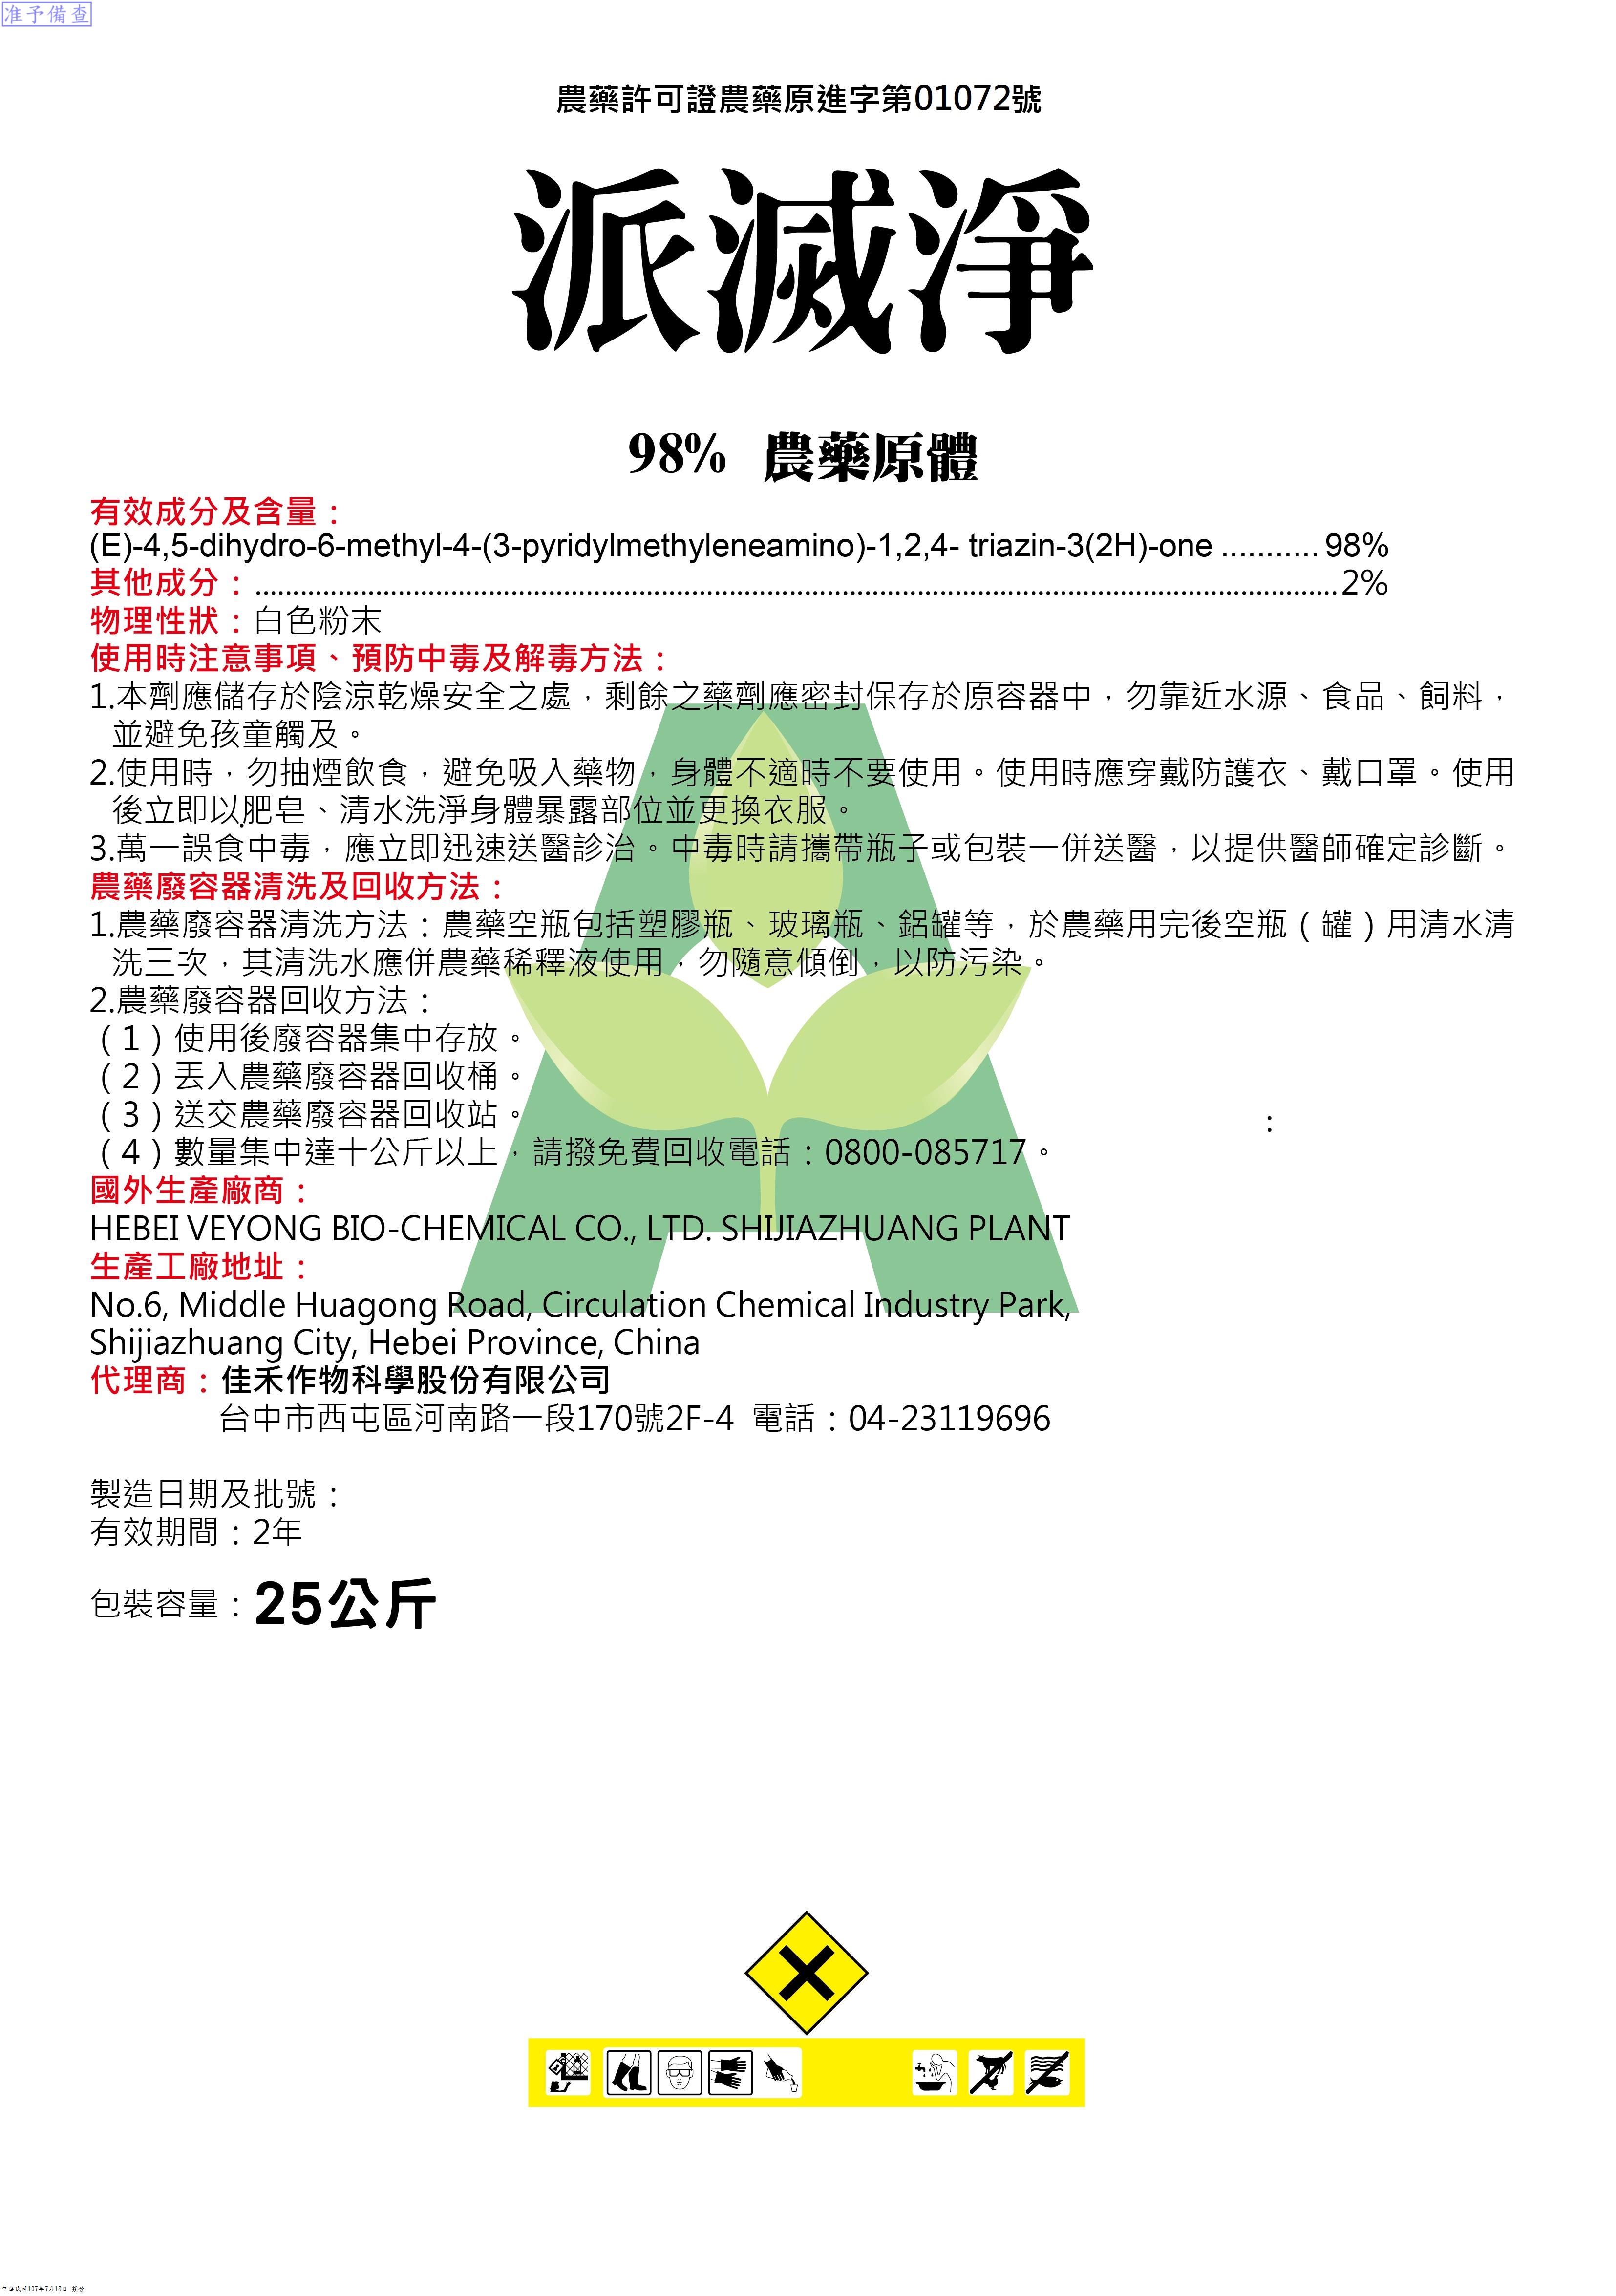 准予備查
農藥許可證農藥原進字第01072號
派滅淨
98% 農藥原體
有效成分及含量：
(E)-4,5-dihydro-6-methyl-4-(3-pyridylmethyleneamino)-1,2,4- triazin-3(2H)-one ........... 98%
其他成分：.......................................................................................................................2%
物理性狀：白色粉末
使用時注意事項、預防中毒及解毒方法：
1.本劑應儲存於陰涼乾燥安全之處，剩餘之藥劑應密封保存於原容器中，勿靠近水源、食品、飼料，
並避免孩童觸及。
2.使用時，勿抽煙飲食，避免吸入藥物，身體不適時不要使用。使用時應穿戴防護衣、戴口罩。使用
後立即以肥皂、清水洗淨身體暴露部位並更換衣服。
3.萬一誤食中毒，應立即迅速送醫診治。中毒時請攜帶瓶子或包裝一併送醫，以提供醫師確定診斷。
農藥廢容器清洗及回收方法：
1.農藥廢容器清洗方法：農藥空瓶包括塑膠瓶、玻璃瓶、鋁罐等，於農藥用完後空瓶（罐）用清水清
洗三次，其清洗水應併農藥稀釋液使用，勿隨意傾倒，以防污染。
2.農藥廢容器回收方法：
（1）使用後廢容器集中存放。
（2）丟入農藥廢容器回收桶。
（3）送交農藥廢容器回收站。
：
（4）數量集中達十公斤以上，請撥免費回收電話：0800-085717。
國外生產廠商：
HEBEI VEYONG BIO-CHEMICAL CO., LTD. SHIJIAZHUANG PLANT
生產工廠地址：
No.6, Middle Huagong Road, Circulation Chemical Industry Park,
Shijiazhuang City, Hebei Province, China
代理商：佳禾作物科學股份有限公司
台中市西屯區河南路一段170號2F-4 電話：04-23119696
製造日期及批號：
有效期間：2年
包裝容量：25公斤
中華民國107年7月18日 簽發